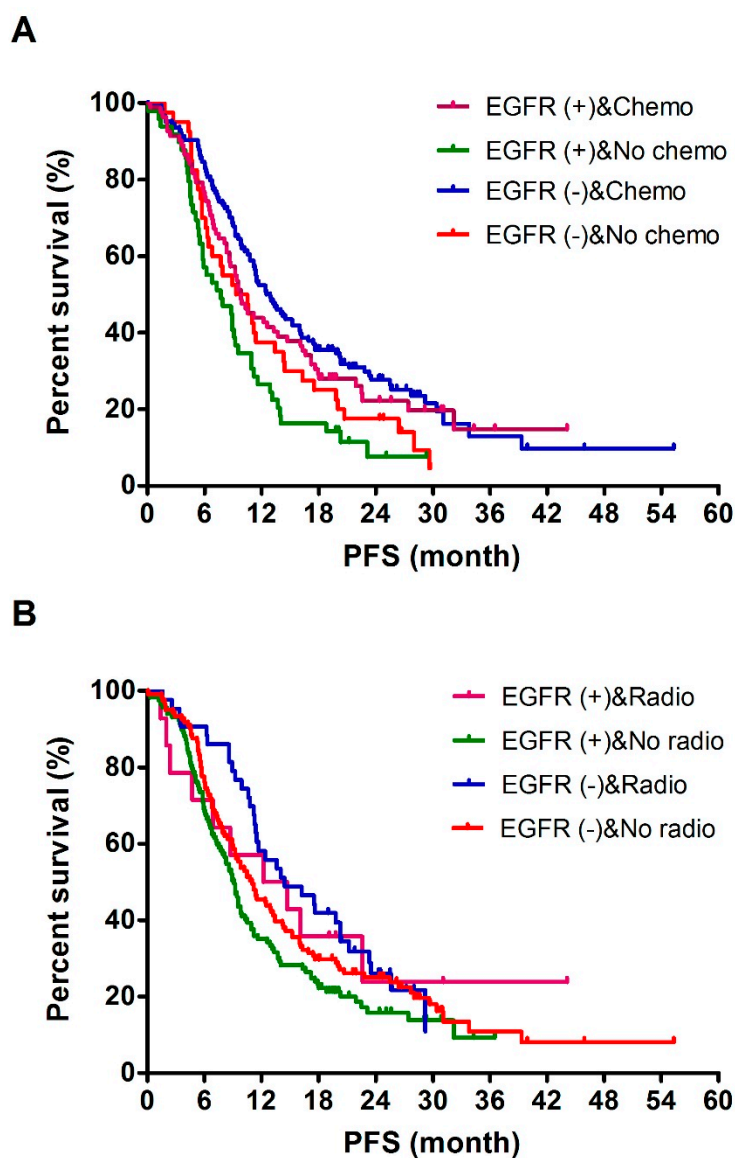 A
EGFR (+)&Chemo
EGFR (+)&No chemo
EGFR (-)&Chemo
EGFR (-)&No chemo
Percent survival (%)
100
80
60
40
20
0
0 6 12 18 24 30 36 42 48 54 60
PFS (month)
B
EGFR (+)&Radio
EGFR (+)&No radio
EGFR (-)&Radio
EGFR (-)&No radio
Percent survival (%)
100
80
60
40
20
0
0 6 12 18 24 30 36 42 48 54 60
PFS (month)